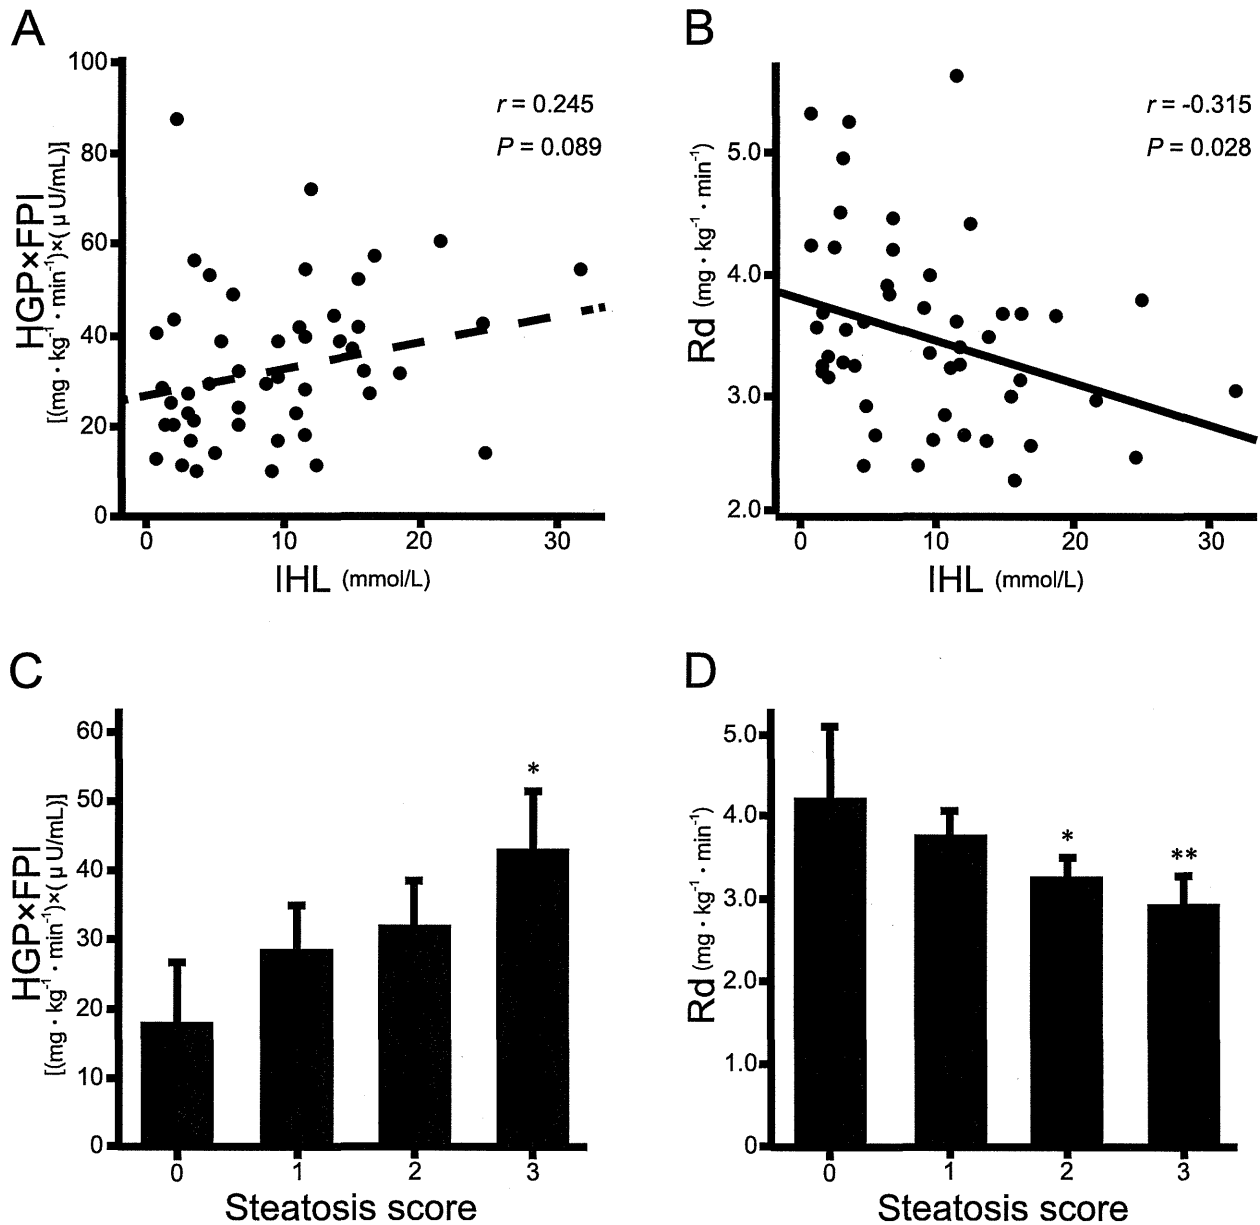 A
HGP×FPI
[(mg・kg⁻¹・min⁻¹)×(μU/mL)]
100
80
60
40
20
0
r = 0.245
P = 0.089
0 10 20 30
IHL (mmol/L)
B
Rd (mg・kg⁻¹・min⁻¹)
5.0
4.0
3.0
2.0
r = -0.315
P = 0.028
0 10 20 30
IHL (mmol/L)
C
HGP×FPI
[(mg・kg⁻¹・min⁻¹)×(μU/mL)]
60
50
40
30
20
10
0
*
0 1 2 3
Steatosis score
D
Rd (mg・kg⁻¹・min⁻¹)
5.0
4.0
3.0
2.0
1.0
0
*
**
0 1 2 3
Steatosis score